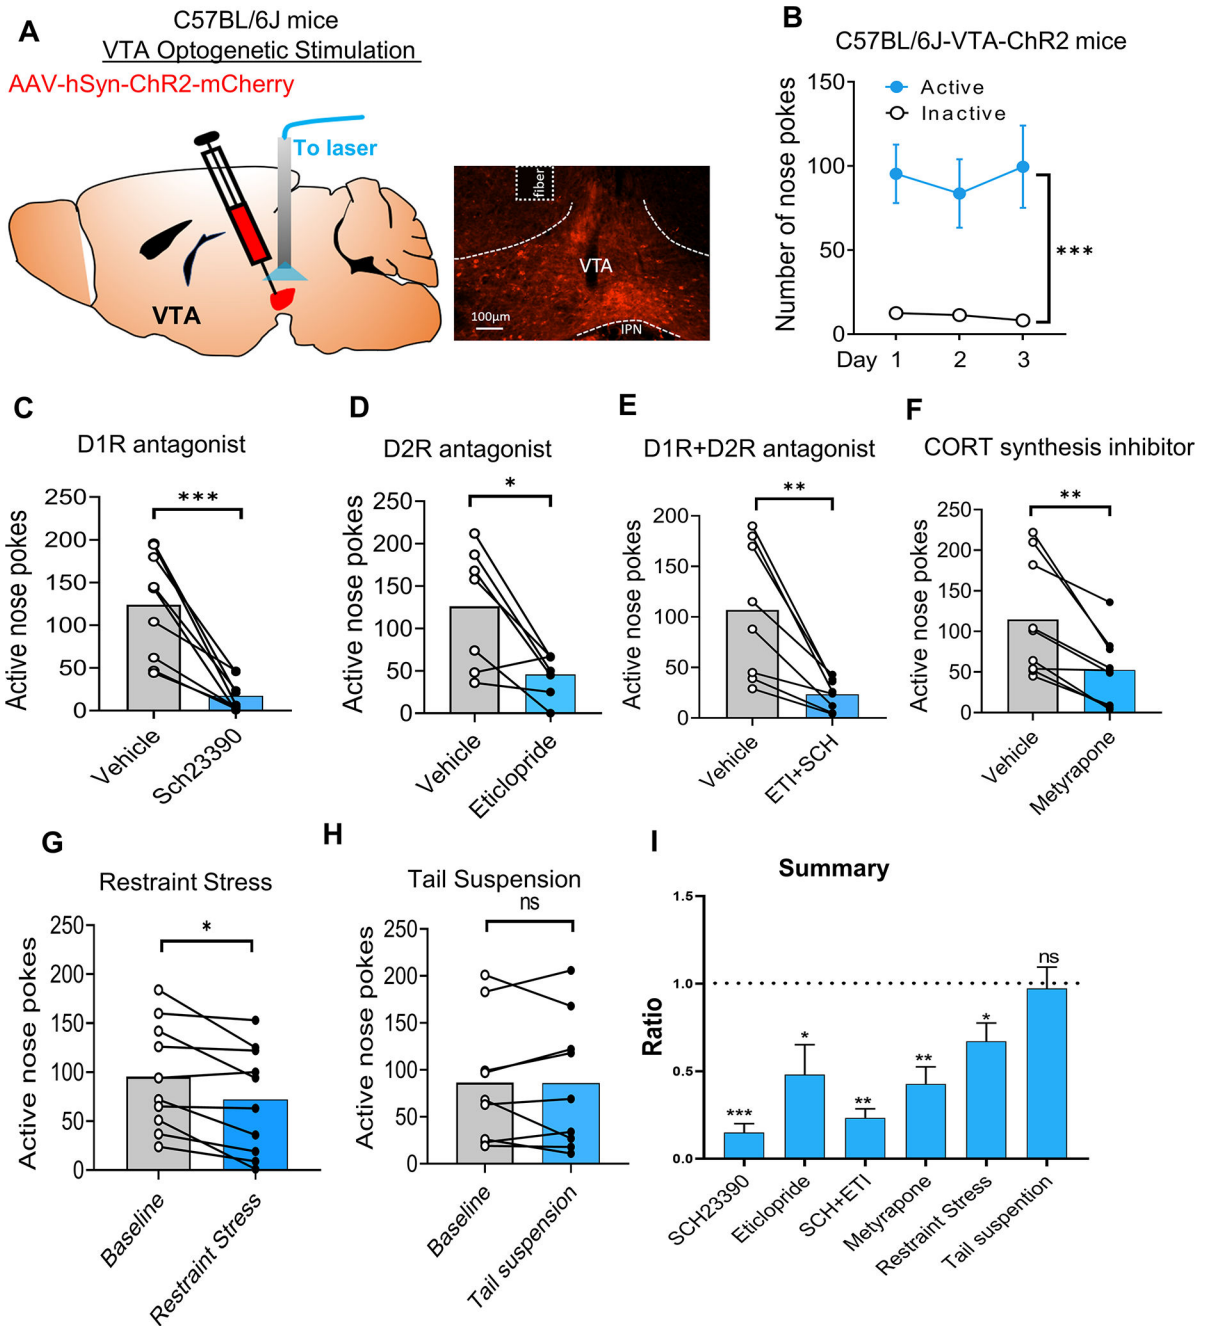 A
C57BL/6J mice
VTA Optogenetic Stimulation
AAV-hSyn-ChR2-mCherry
To laser
VTA
fiber
VTA
100μm
IPN
B
C57BL/6J-VTA-ChR2 mice
Number of nose pokes
150
100
50
0
Active
Inactive
***
Day 1 2 3
C
D1R antagonist
Active nose pokes
250
200
150
100
50
0
***
Vehicle
Sch23390
D
D2R antagonist
Active nose pokes
250
200
150
100
50
0
*
Vehicle
Eticlopride
E
D1R+D2R antagonist
Active nose pokes
200
150
100
50
0
**
Vehicle
ETI+SCH
F
CORT synthesis inhibitor
Active nose pokes
250
200
150
100
50
0
**
Vehicle
Metyrapone
G
Restraint Stress
Active nose pokes
250
200
150
100
50
0
*
Baseline
Restraint Stress
H
Tail Suspension
ns
Active nose pokes
250
200
150
100
50
0
Baseline
Tail suspension
I
Summary
Ratio
1.5
1.0
0.5
0.0
***
*
**
**
*
ns
SCH23390
Eticlopride
SCH+ETI
Metyrapone
Restraint Stress
Tail suspention